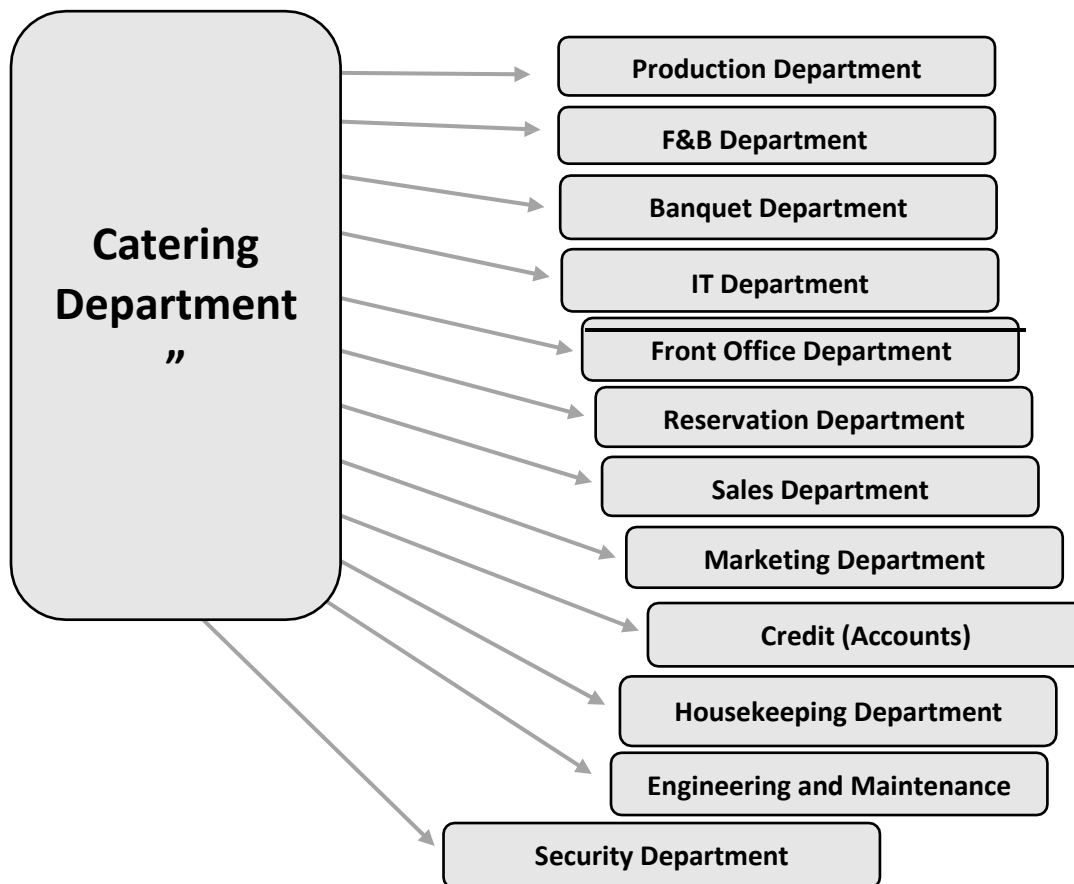 Catering
Department
”
Production Department
F&B Department
Banquet Department
IT Department
Front Office Department
Reservation Department
Sales Department
Marketing Department
Credit (Accounts)
Housekeeping Department
Engineering and Maintenance
Security Department